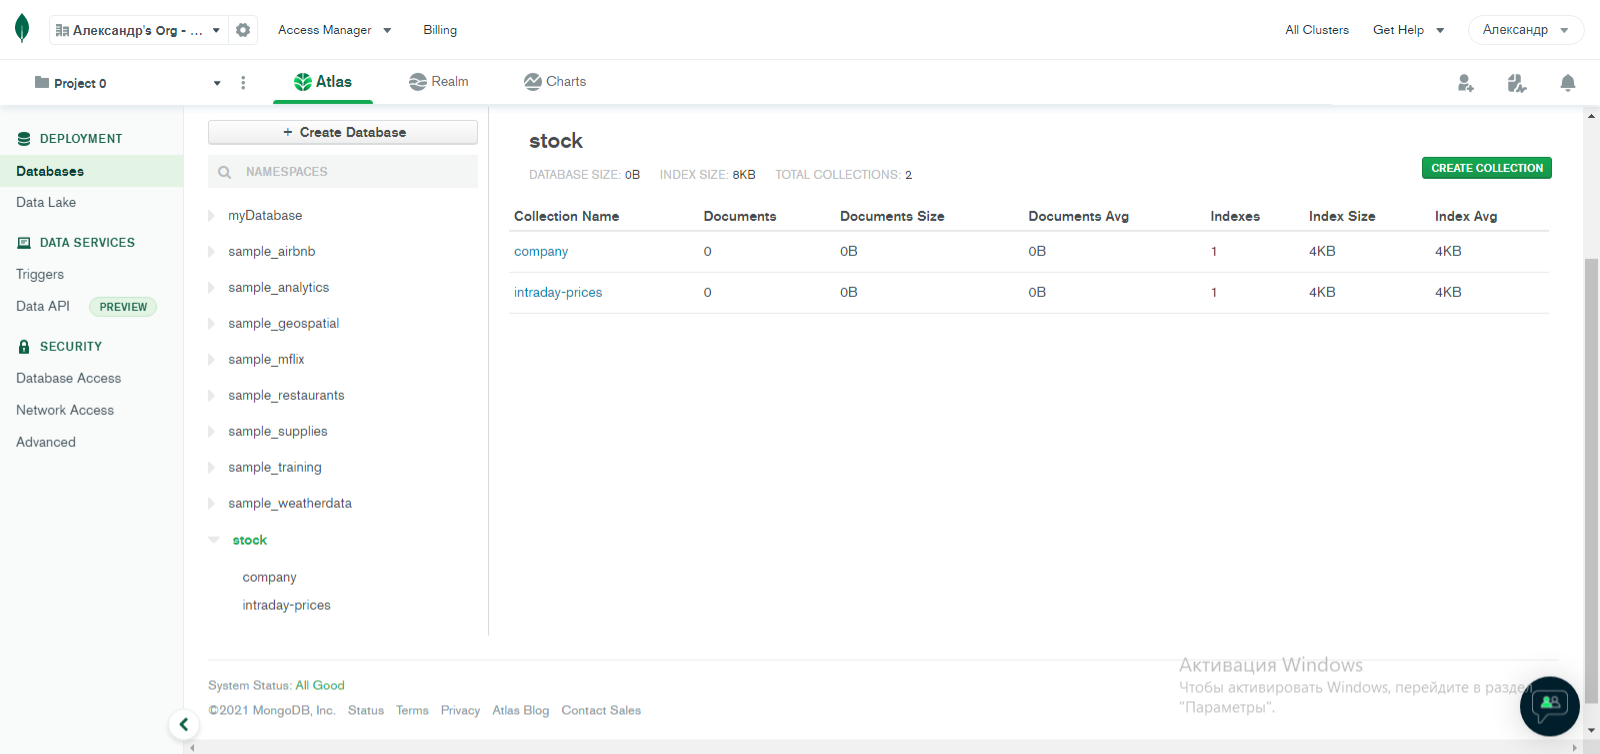 Александр's Org - ...
Access Manager
Billing
All Clusters
Get Help
Александр
Project 0
Atlas
Realm
Charts
DEPLOYMENT
Databases
Data Lake
DATA SERVICES
Triggers
Data API PREVIEW
SECURITY
Database Access
Network Access
Advanced
+ Create Database
NAMESPACES
myDatabase
sample_airbnb
sample_analytics
sample_geospatial
sample_mflix
sample_restaurants
sample_supplies
sample_training
sample_weatherdata
stock
company
intraday-prices
stock
DATABASE SIZE: 0B INDEX SIZE: 8KB TOTAL COLLECTIONS: 2
CREATE COLLECTION
Collection Name Documents Documents Size Documents Avg Indexes Index Size Index Avg
company 0 0B 0B 1 4KB 4KB
intraday-prices 0 0B 0B 1 4KB 4KB
System Status: All Good
©2021 MongoDB, Inc. Status Terms Privacy Atlas Blog Contact Sales
Активация Windows
Чтобы активировать Windows, перейдите в раздел
"Параметры".